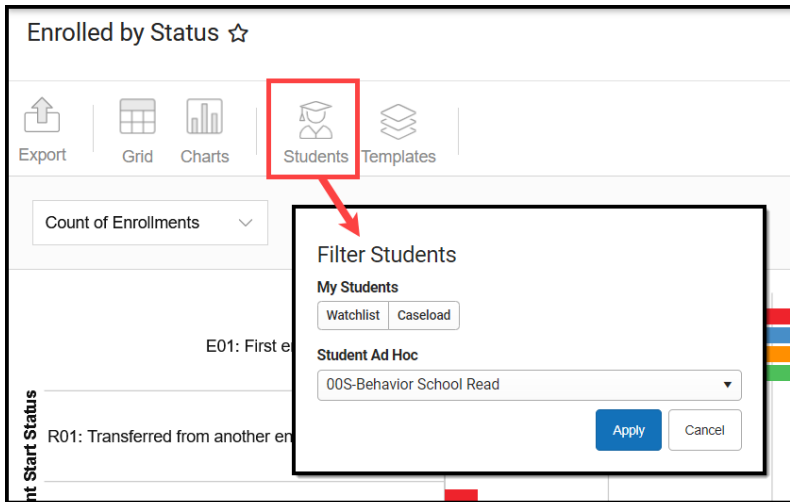 Enrolled by Status
Export
Grid
Charts
Students
Templates
Count of Enrollments
Filter Students
My Students
Watchlist
Caseload
Student Ad Hoc
00S-Behavior School Read
Apply
Cancel
E01: First e
R01: Transferred from another en
nt Start Status